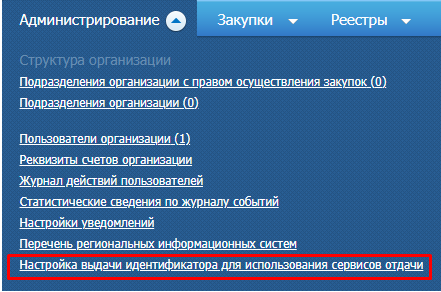 Администрирование Закупки Реестры
Структура организации
Подразделения организации с правом осуществления закупок (0)
Подразделения организации (0)
Пользователи организации (1)
Реквизиты счетов организации
Журнал действий пользователей
Статистические сведения по журналу событий
Настройки уведомлений
Перечень региональных информационных систем
Настройка выдачи идентификатора для использования сервисов отдачи